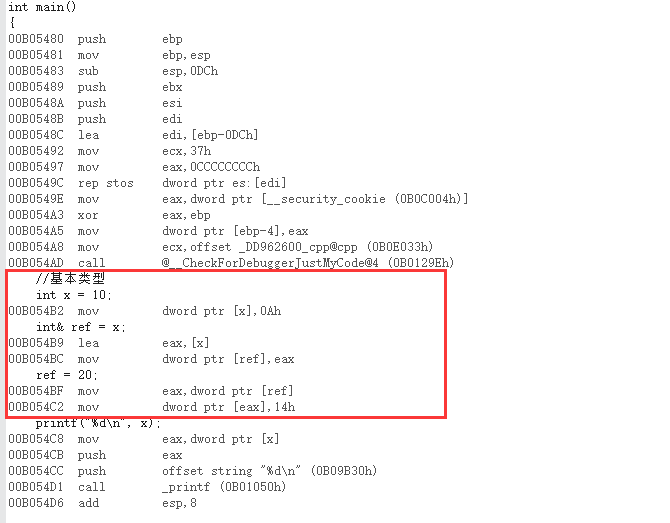 int main()
{
00B05480 push ebp
00B05481 mov ebp,esp
00B05483 sub esp,0DCh
00B05489 push ebx
00B0548A push esi
00B0548B push edi
00B0548C lea edi,[ebp-0DCh]
00B05492 mov ecx,37h
00B05497 mov eax,0CCCCCCCCh
00B0549C rep stos dword ptr es:[edi]
00B0549E mov eax,dword ptr [__security_cookie (0B0C004h)]
00B054A3 xor eax,ebp
00B054A5 mov dword ptr [ebp-4],eax
00B054A8 mov ecx,offset _DD962600_cpp@cpp (0B0E033h)
00B054AD call @__CheckForDebuggerJustMyCode@4 (0B0129Eh)
//基本类型
int x = 10;
00B054B2 mov dword ptr [x],0Ah
int& ref = x;
00B054B9 lea eax,[x]
00B054BC mov dword ptr [ref],eax
ref = 20;
00B054BF mov eax,dword ptr [ref]
00B054C2 mov dword ptr [eax],14h
printf("%d\n", x);
00B054C8 mov eax,dword ptr [x]
00B054CB push eax
00B054CC push offset string "%d\n" (0B09B30h)
00B054D1 call _printf (0B01050h)
00B054D6 add esp,8